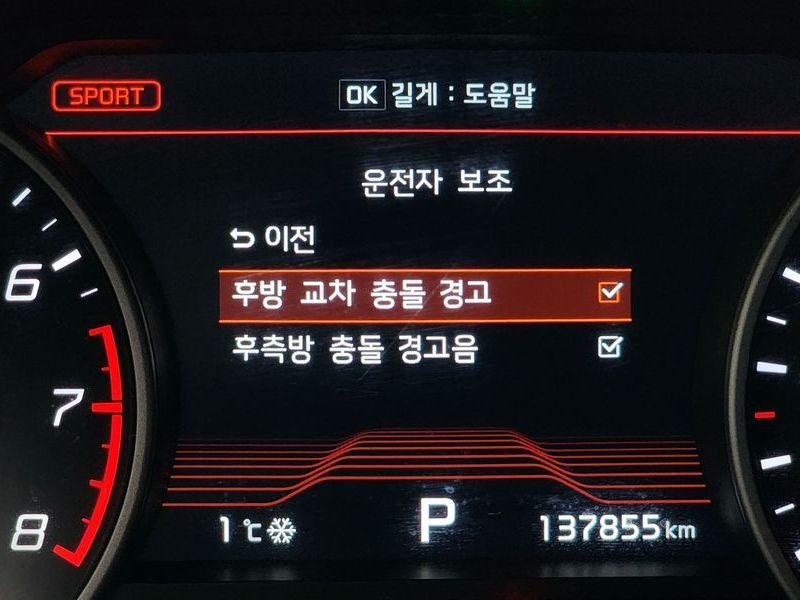 SPORT
OK 길게 : 도움말
운전자 보조
이전
후방 교차 충돌 경고
후측방 충돌 경고음
6
7
8
1℃
P
137855km